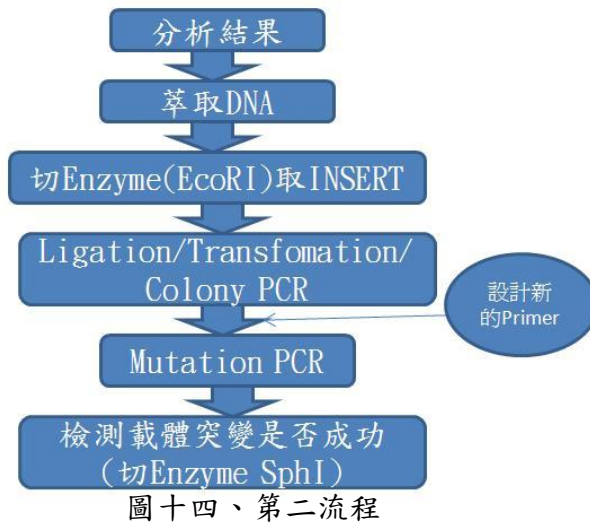 分析結果
萃取DNA
切Enzyme(EcoRI)取INSERT
Ligation/Transfomation/
Colony PCR
設計新
的Primer
Mutation PCR
檢測載體突變是否成功
(切Enzyme SphI)
圖十四、第二流程